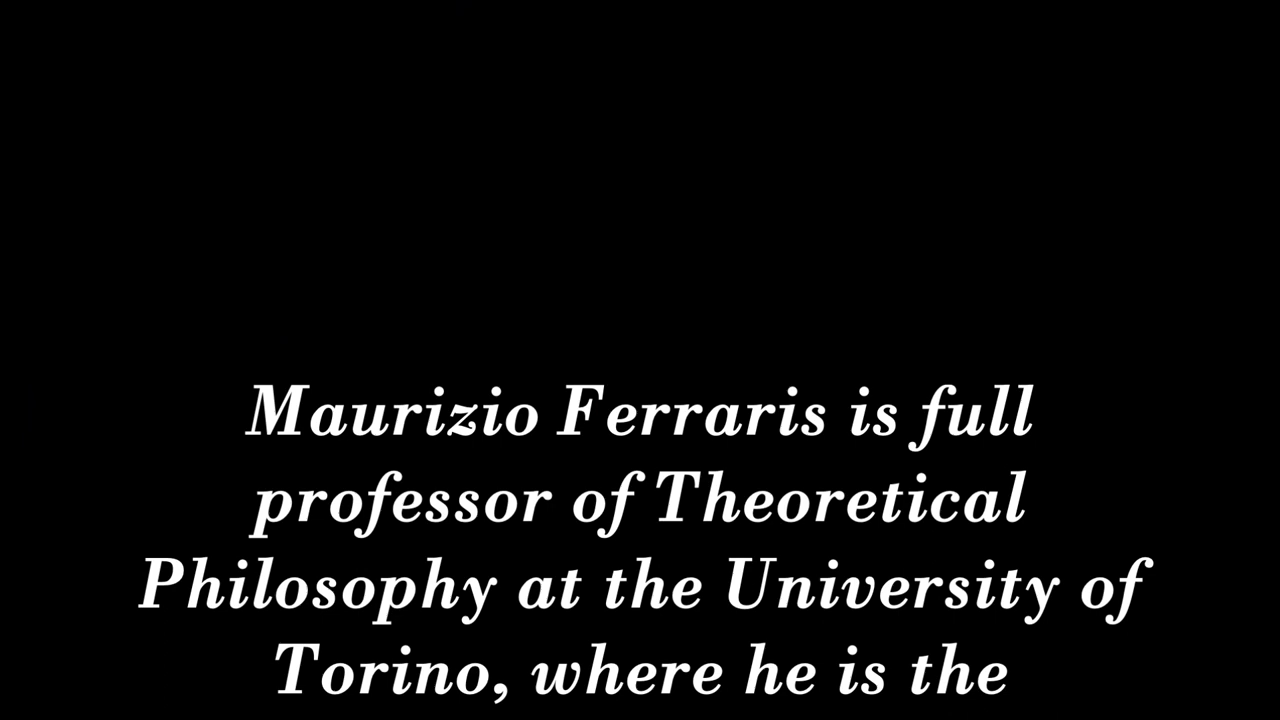 Maurizio Ferraris is full
professor of Theoretical
Philosophy at the University of
Torino, where he is the